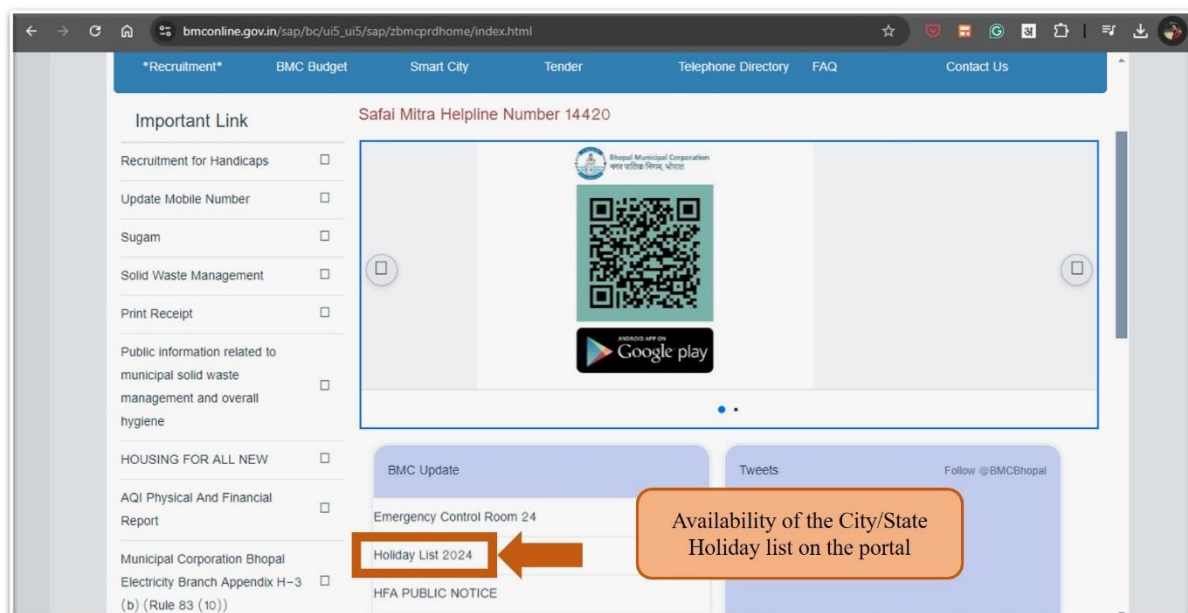 bmconline.gov.in/sap/bc/ui5_ui5/sap/zbmcprdhome/index.html
*Recruitment* BMC Budget Smart City Tender Telephone Directory FAQ Contact Us
Important Link
Recruitment for Handicaps
Update Mobile Number
Sugam
Solid Waste Management
Print Receipt
Public information related to
municipal solid waste
management and overall
hygiene
HOUSING FOR ALL NEW
AQI Physical And Financial
Report
Municipal Corporation Bhopal
Electricity Branch Appendix H-3
(b) (Rule 83 (10))
Safai Mitra Helpline Number 14420
Bhopal Municipal Corporation
नगर पालिक निगम, भोपाल
ANDROID APP ON
Google play
BMC Update
Emergency Control Room 24
Holiday List 2024
HFA PUBLIC NOTICE
Tweets
Follow @BMCBhopal
Availability of the City/State
Holiday list on the portal